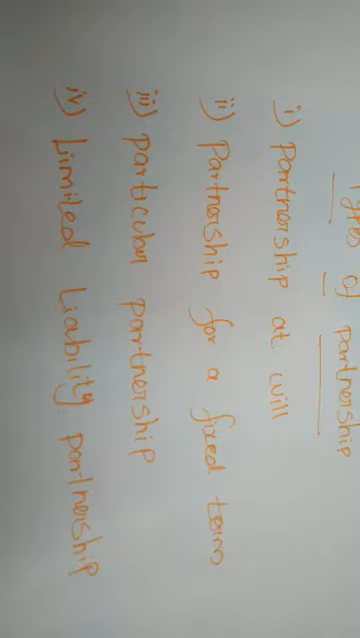 Types of partnership
i) Partnership at will
ii) Partnership for a fixed term
iii) particular partnership
iv) Limited Liability partnership